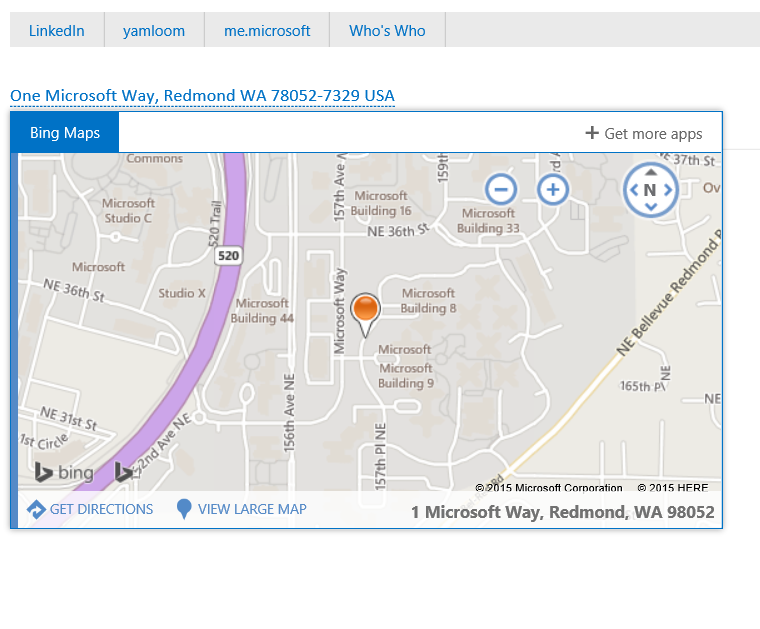 LinkedIn yamloom me.microsoft Who's Who
One Microsoft Way, Redmond WA 78052-7329 USA
Bing Maps
+ Get more apps
Commons
157th Ave N
159th
NE 37th St
Microsoft
Studio C
Microsoft
Building 16
Microsoft
Building 33
N
Ov
520 Trail
NE 36th St
520
Microsoft
NE 36th St
Studio X
Microsoft
Building 44
Microsoft Way
Microsoft
Building 8
NE Bellevue Redmond R
Microsoft
Microsoft
Building 9
165th Pl
NE
NE
156th Ave NE
NE 31st St
1st Circle
2nd Ave NE
157th Pl NE
bing
Rd
© 2015 Microsoft Corporation © 2015 HERE
GET DIRECTIONS VIEW LARGE MAP
1 Microsoft Way, Redmond, WA 98052